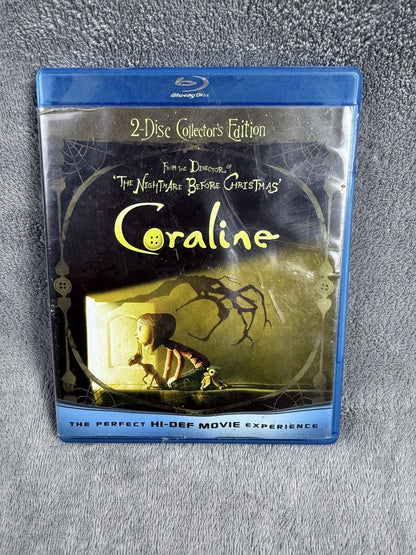 Blu-ray Disc
2-Disc Collector's Edition
From the Director of
'The Nightmare Before Christmas'
Coraline
THE PERFECT HI-DEF MOVIE EXPERIENCE